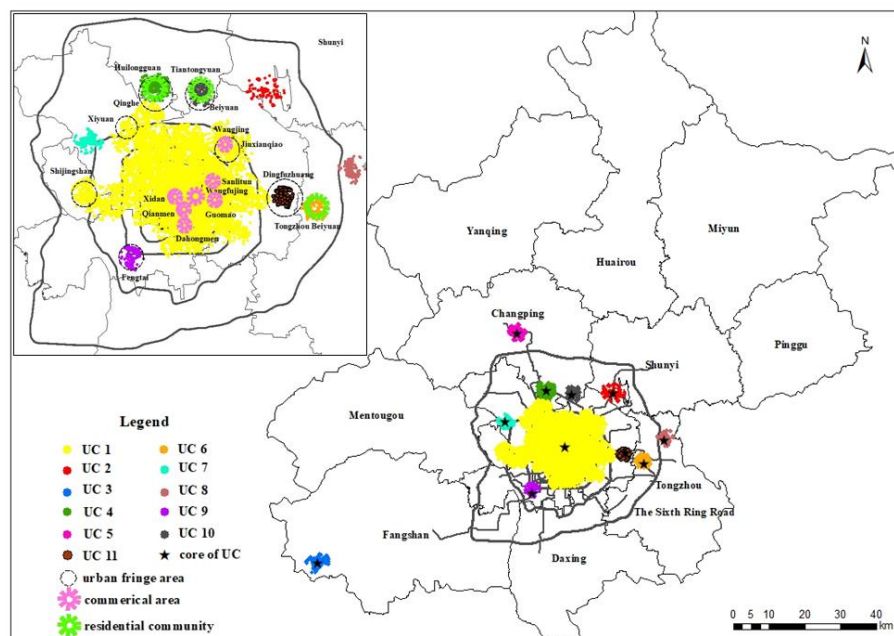 Shunyi
N
Huilongguan Tiantongyuan
Qinghe Beiyuan
Xiyuan Wangjing
Jiuxianqiao
Shijingshan Sanlitun Dingfuzhuang
Xidan Wangfujing
Qianmen Guomao
Tongzhou Beiyuan
Dahongmen
Fengtai
Yanqing Miyun
Huairou
Changping
Pinggu
Shunyi
Mentougou
Legend
UC 1 UC 6
UC 2 UC 7
UC 3 UC 8
UC 4 UC 9
UC 5 UC 10
UC 11 core of UC
urban fringe area
commerical area
residential community
Tongzhou
The Sixth Ring Road
Fangshan
Daxing
0 5 10 20 30 40
km